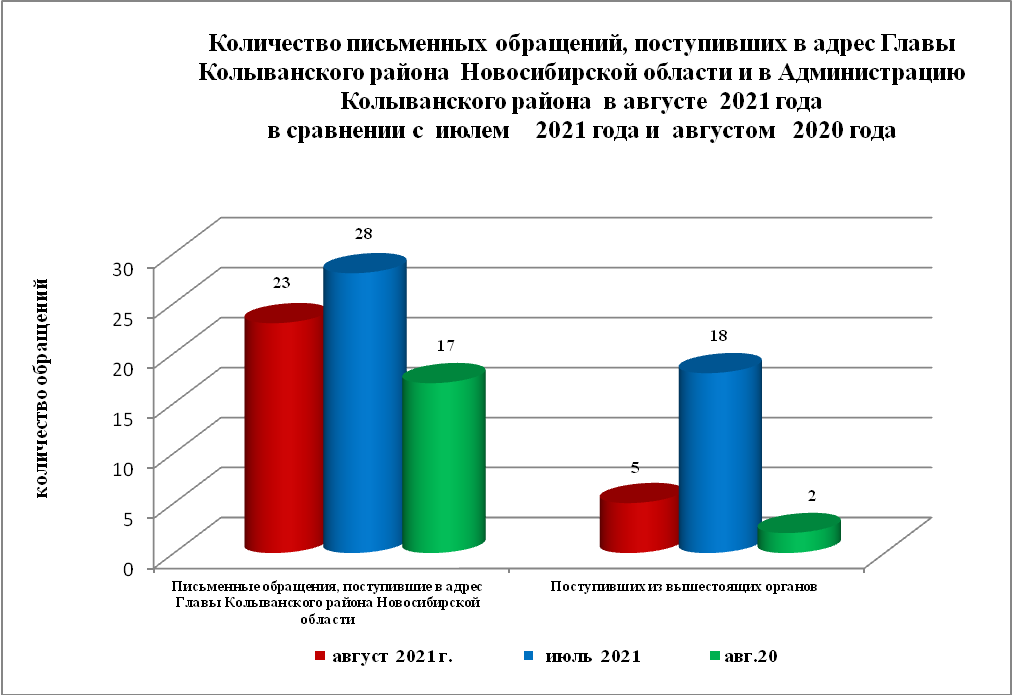 Количество письменных обращений, поступивших в адрес Главы
Колыванского района Новосибирской области и в Администрацию
Колыванского района в августе 2021 года
в сравнении с июлем 2021 года и августом 2020 года
количество обращений
30
25
20
15
10
5
0
23
28
17
5
18
2
Письменные обращения, поступившие в адрес
Главы Колыванского района Новосибирской
области
Поступивших из вышестоящих органов
август 2021 г.
июль 2021
авг.20